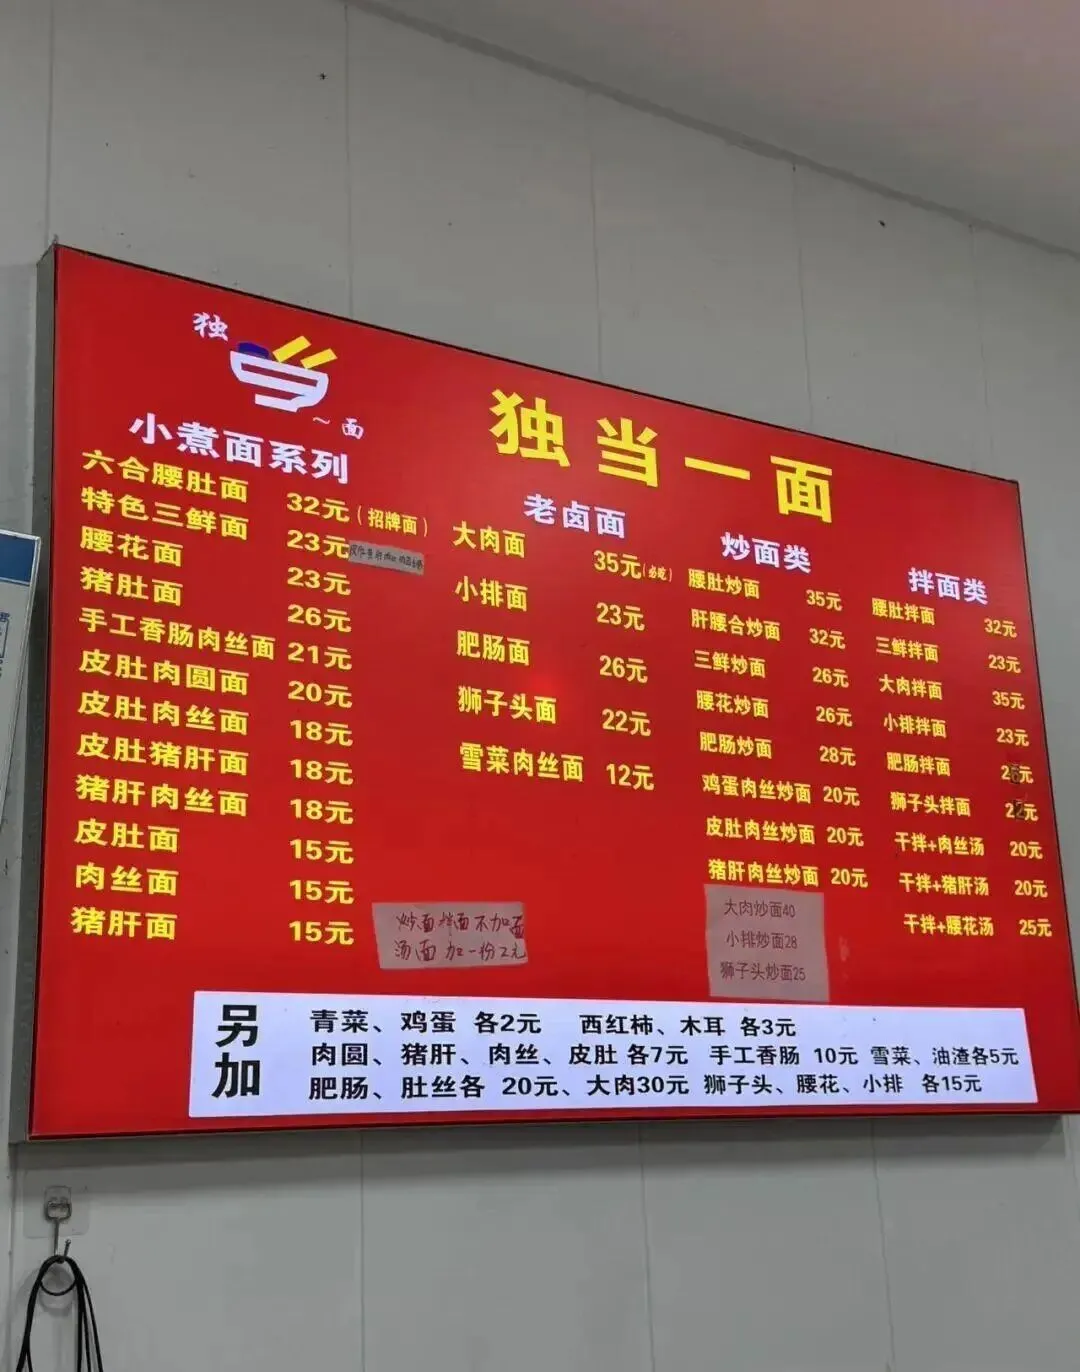 独
～面
独当一面
小煮面系列
六合腰肚面 32元（招牌面）
特色三鲜面 23元
腰花面 23元
猪肚面 26元
手工香肠肉丝面 21元
皮肚肉圆面 20元
皮肚肉丝面 18元
皮肚猪肝面 18元
猪肝肉丝面 18元
皮肚面 15元
肉丝面 15元
猪肝面 15元
老卤面
大肉面 35元(必吃)
小排面 23元
肥肠面 26元
狮子头面 22元
雪菜肉丝面 12元
炒面拌面不加面
汤面加一份2元
炒面类
腰肚炒面 35元
肝腰合炒面 32元
三鲜炒面 26元
腰花炒面 26元
肥肠炒面 28元
鸡蛋肉丝炒面 20元
皮肚肉丝炒面 20元
猪肝肉丝炒面 20元
大肉炒面40
小排炒面28
狮子头炒面25
拌面类
腰肚拌面 32元
三鲜拌面 23元
大肉拌面 35元
小排拌面 23元
肥肠拌面 26元
狮子头拌面 22元
干拌+肉丝汤 20元
干拌+猪肝汤 20元
干拌+腰花汤 25元
另加
青菜、鸡蛋 各2元 西红柿、木耳 各3元
肉圆、猪肝、肉丝、皮肚 各7元 手工香肠 10元 雪菜、油渣各5元
肥肠、肚丝各 20元、大肉30元 狮子头、腰花、小排 各15元